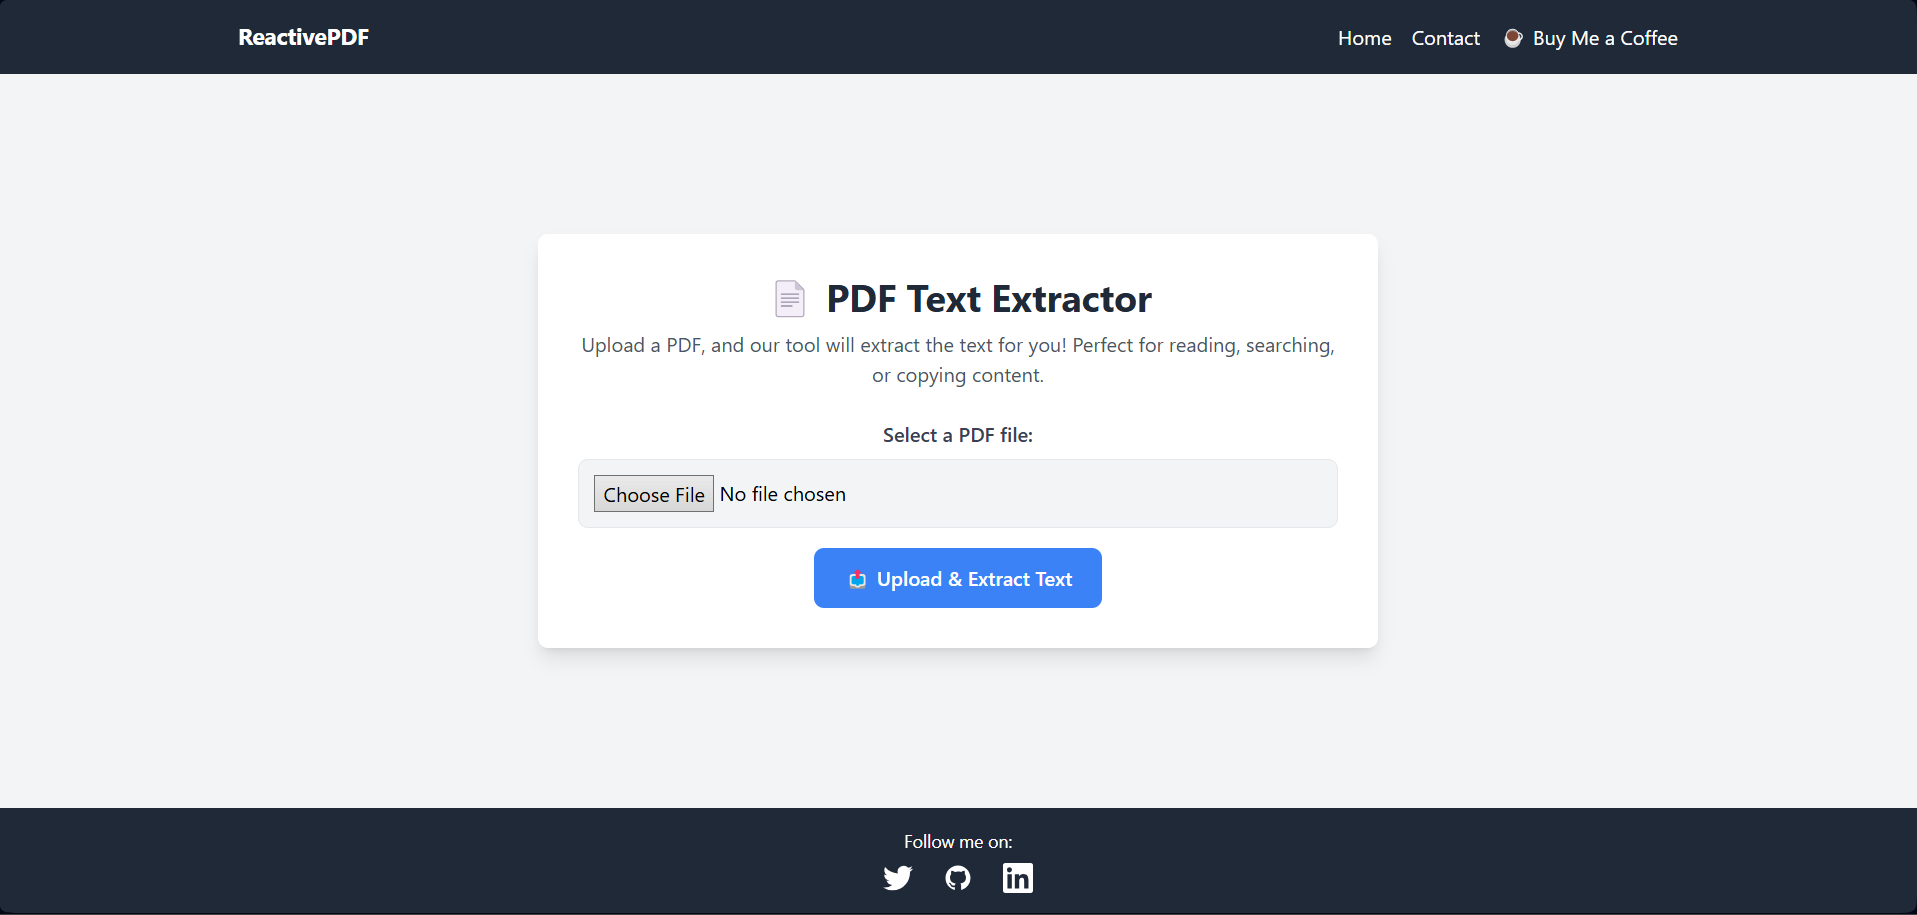 ReactivePDF
Home Contact Buy Me a Coffee
PDF Text Extractor
Upload a PDF, and our tool will extract the text for you! Perfect for reading, searching,
or copying content.
Select a PDF file:
Choose File No file chosen
Upload & Extract Text
Follow me on:
in